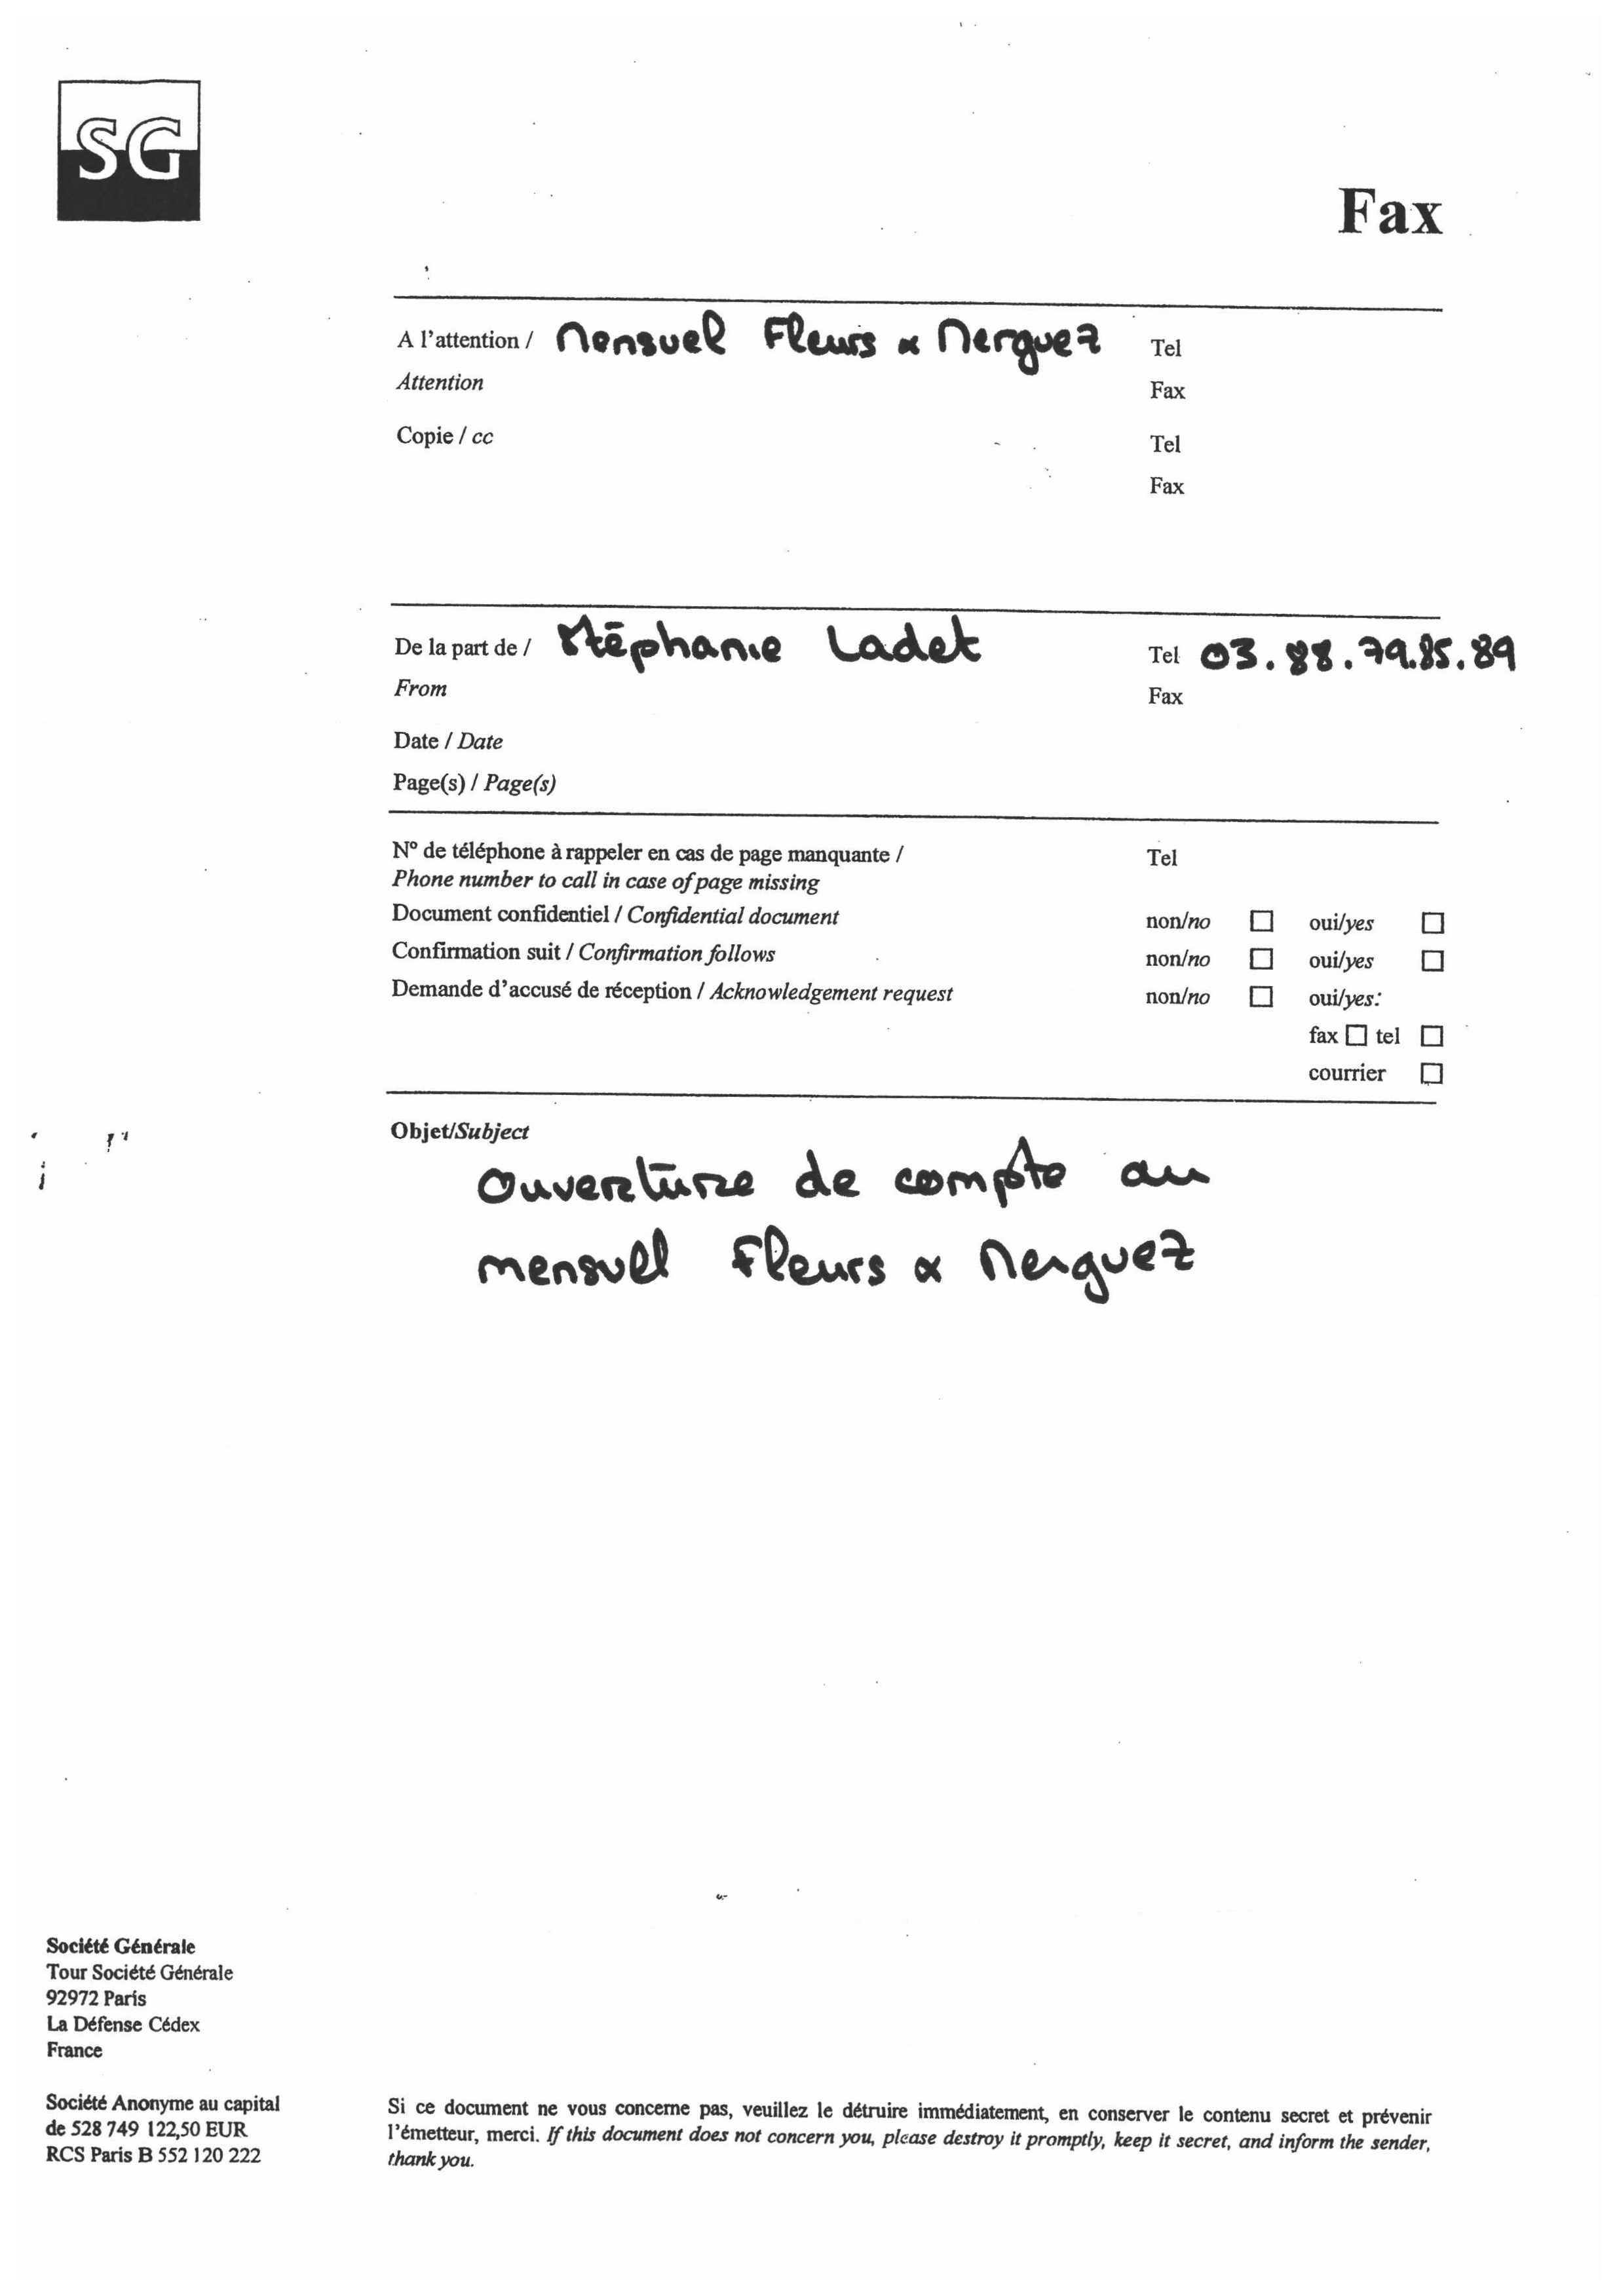 SG
Fax
A l'attention / Mensuel Fleurs & Merguez Tel
Attention Fax
Copie / cc Tel
Fax
De la part de / Stéphanie Ladet Tel 03.88.79.85.89
From Fax
Date / Date
Page(s) / Page(s)
N° de téléphone à rappeler en cas de page manquante / Tel
Phone number to call in case of page missing
Document confidentiel / Confidential document non/no ☐ oui/yes ☐
Confirmation suit / Confirmation follows non/no ☐ oui/yes ☐
Demande d'accusé de réception / Acknowledgement request non/no ☐ oui/yes:
fax ☐ tel ☐
courrier ☐
Objet/Subject
Ouverture de compte au
mensuel Fleurs & Merguez
Société Générale
Tour Société Générale
92972 Paris
La Défense Cédex
France
Société Anonyme au capital
de 528 749 122,50 EUR
RCS Paris B 552 120 222
Si ce document ne vous concerne pas, veuillez le détruire immédiatement, en conserver le contenu secret et prévenir
l'émetteur, merci. If this document does not concern you, please destroy it promptly, keep it secret, and inform the sender,
thank you.